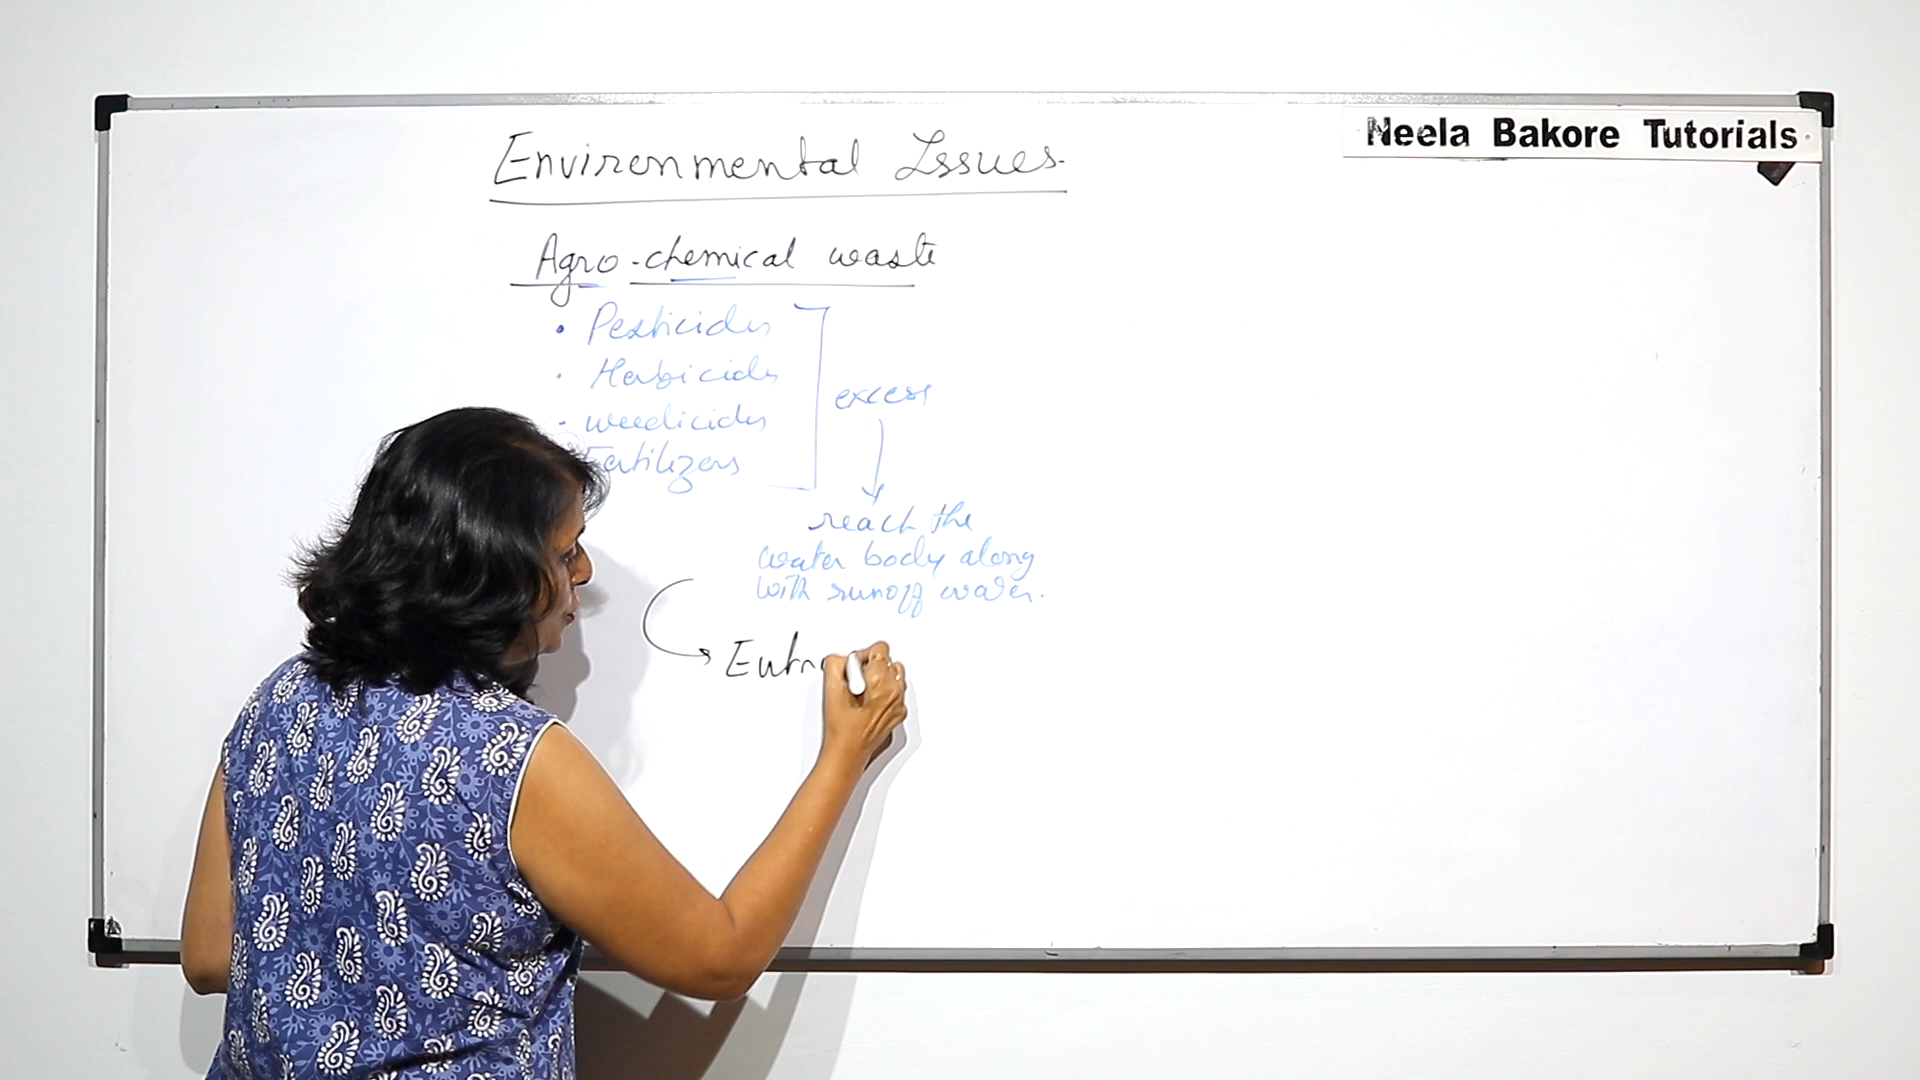 Neela Bakore Tutorials
Environmental Issues.
Agro-chemical waste
• Pesticides
• Herbicides
• weedicides
Fertilizers
excess
reach the
water body along
with runoff water.
Eutro